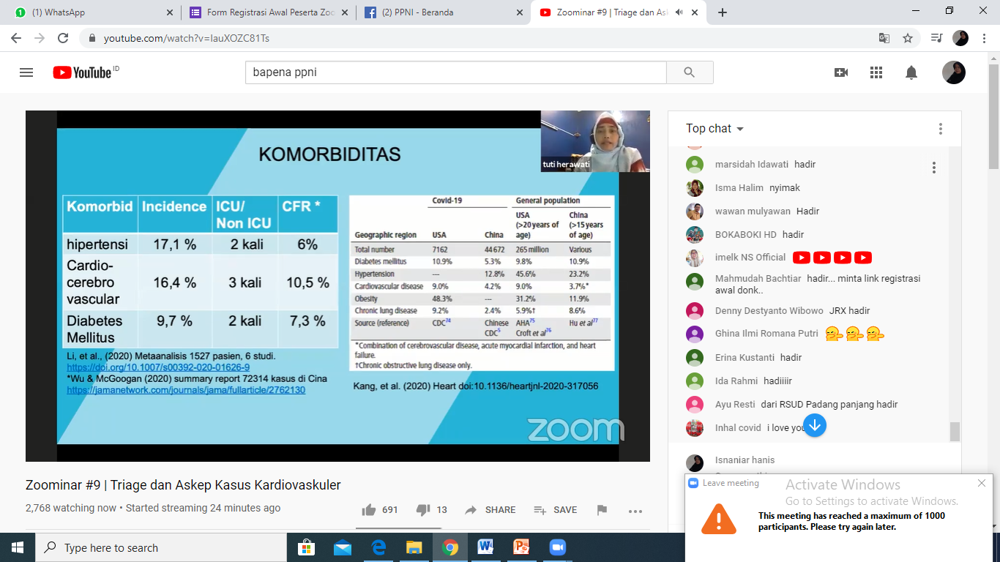 (1) WhatsApp
Form Registrasi Awal Peserta Zoo
(2) PPNI - Beranda
Zoominar #9 | Triage dan As
youtube.com/watch?v=IauXOZC81Ts
YouTube ID
bapena ppni
KOMORBIDITAS
tuti herawati
Komorbid Incidence ICU/ Non ICU CFR *
hipertensi 17,1 % 2 kali 6%
Cardio-
cerebro
vascular 16,4 % 3 kali 10,5 %
Diabetes
Mellitus 9,7 % 2 kali 7,3 %
Li, et al., (2020) Metaanalisis 1527 pasien, 6 studi.
https://doi.org/10.1007/s00392-020-01626-9
*Wu & McGoogan (2020) summary report 72314 kasus di Cina
https://jamanetwork.com/journals/jama/fullarticle/2762130
Covid-19 General population
USA (>20 years of age) China (>15 years of age)
Geographic region USA China
Total number 7162 44 672 265 million Various
Diabetes mellitus 10.9% 5.3% 9.8% 10.9%
Hypertension --- 12.8% 45.6% 23.2%
Cardiovascular disease 9.0% 4.2% 9.0% 3.7%*
Obesity 48.3% --- 31.2% 11.9%
Chronic lung disease 9.2% 2.4% 5.9%† 8.6%
Source (reference) CDC74 Chinese CDC5 AHA75 Croft et al76 Hu et al77
*Combination of cerebrovascular disease, acute myocardial infarction, and heart
failure.
†Chronic obstructive lung disease only.
Kang, et al. (2020) Heart doi:10.1136/heartjnl-2020-317056
zoom
Zoominar #9 | Triage dan Askep Kasus Kardiovaskuler
2,768 watching now • Started streaming 24 minutes ago
691
13
SHARE
SAVE
Top chat
marsidah Idawati hadir
Isma Halim nyimak
wawan mulyawan Hadir
BOKABOKI HD hadir
imelk NS Official
Mahmudah Bachtiar hadir... minta link registrasi
awal donk..
Denny Destyanto Wibowo JRX hadir
Ghina Ilmi Romana Putri
Erina Kustanti hadir
Ida Rahmi hadiiiir
Ayu Resti dari RSUD Padang panjang hadir
Inhal covid i love you
Isnaniar hanis
Leave meeting
Activate Windows
Go to Settings to activate Windows.
This meeting has reached a maximum of 1000
participants. Please try again later.
Type here to search